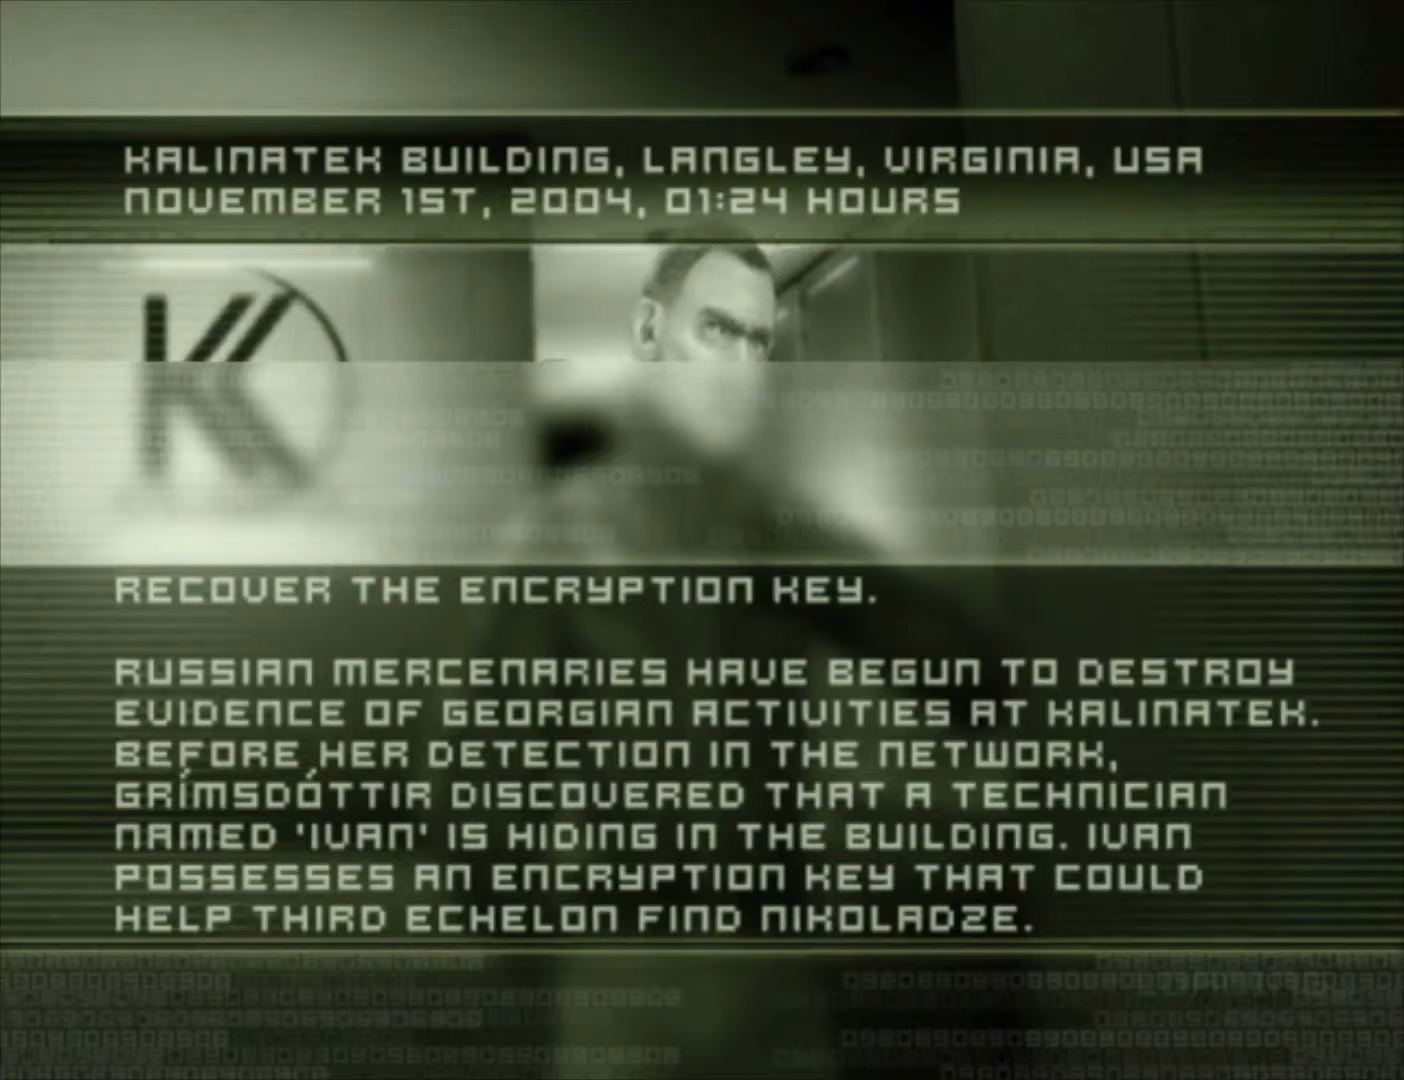 KALINATEK BUILDING, LANGLEY, VIRGINIA, USA
NOVEMBER 1ST, 2004, 01:24 HOURS
K
RECOVER THE ENCRYPTION KEY.
RUSSIAN MERCENARIES HAVE BEGUN TO DESTROY
EVIDENCE OF GEORGIAN ACTIVITIES AT KALINATEK.
BEFORE HER DETECTION IN THE NETWORK,
GRÍMSDÓTTIR DISCOVERED THAT A TECHNICIAN
NAMED 'IVAN' IS HIDING IN THE BUILDING. IVAN
POSSESSES AN ENCRYPTION KEY THAT COULD
HELP THIRD ECHELON FIND NIKOLADZE.